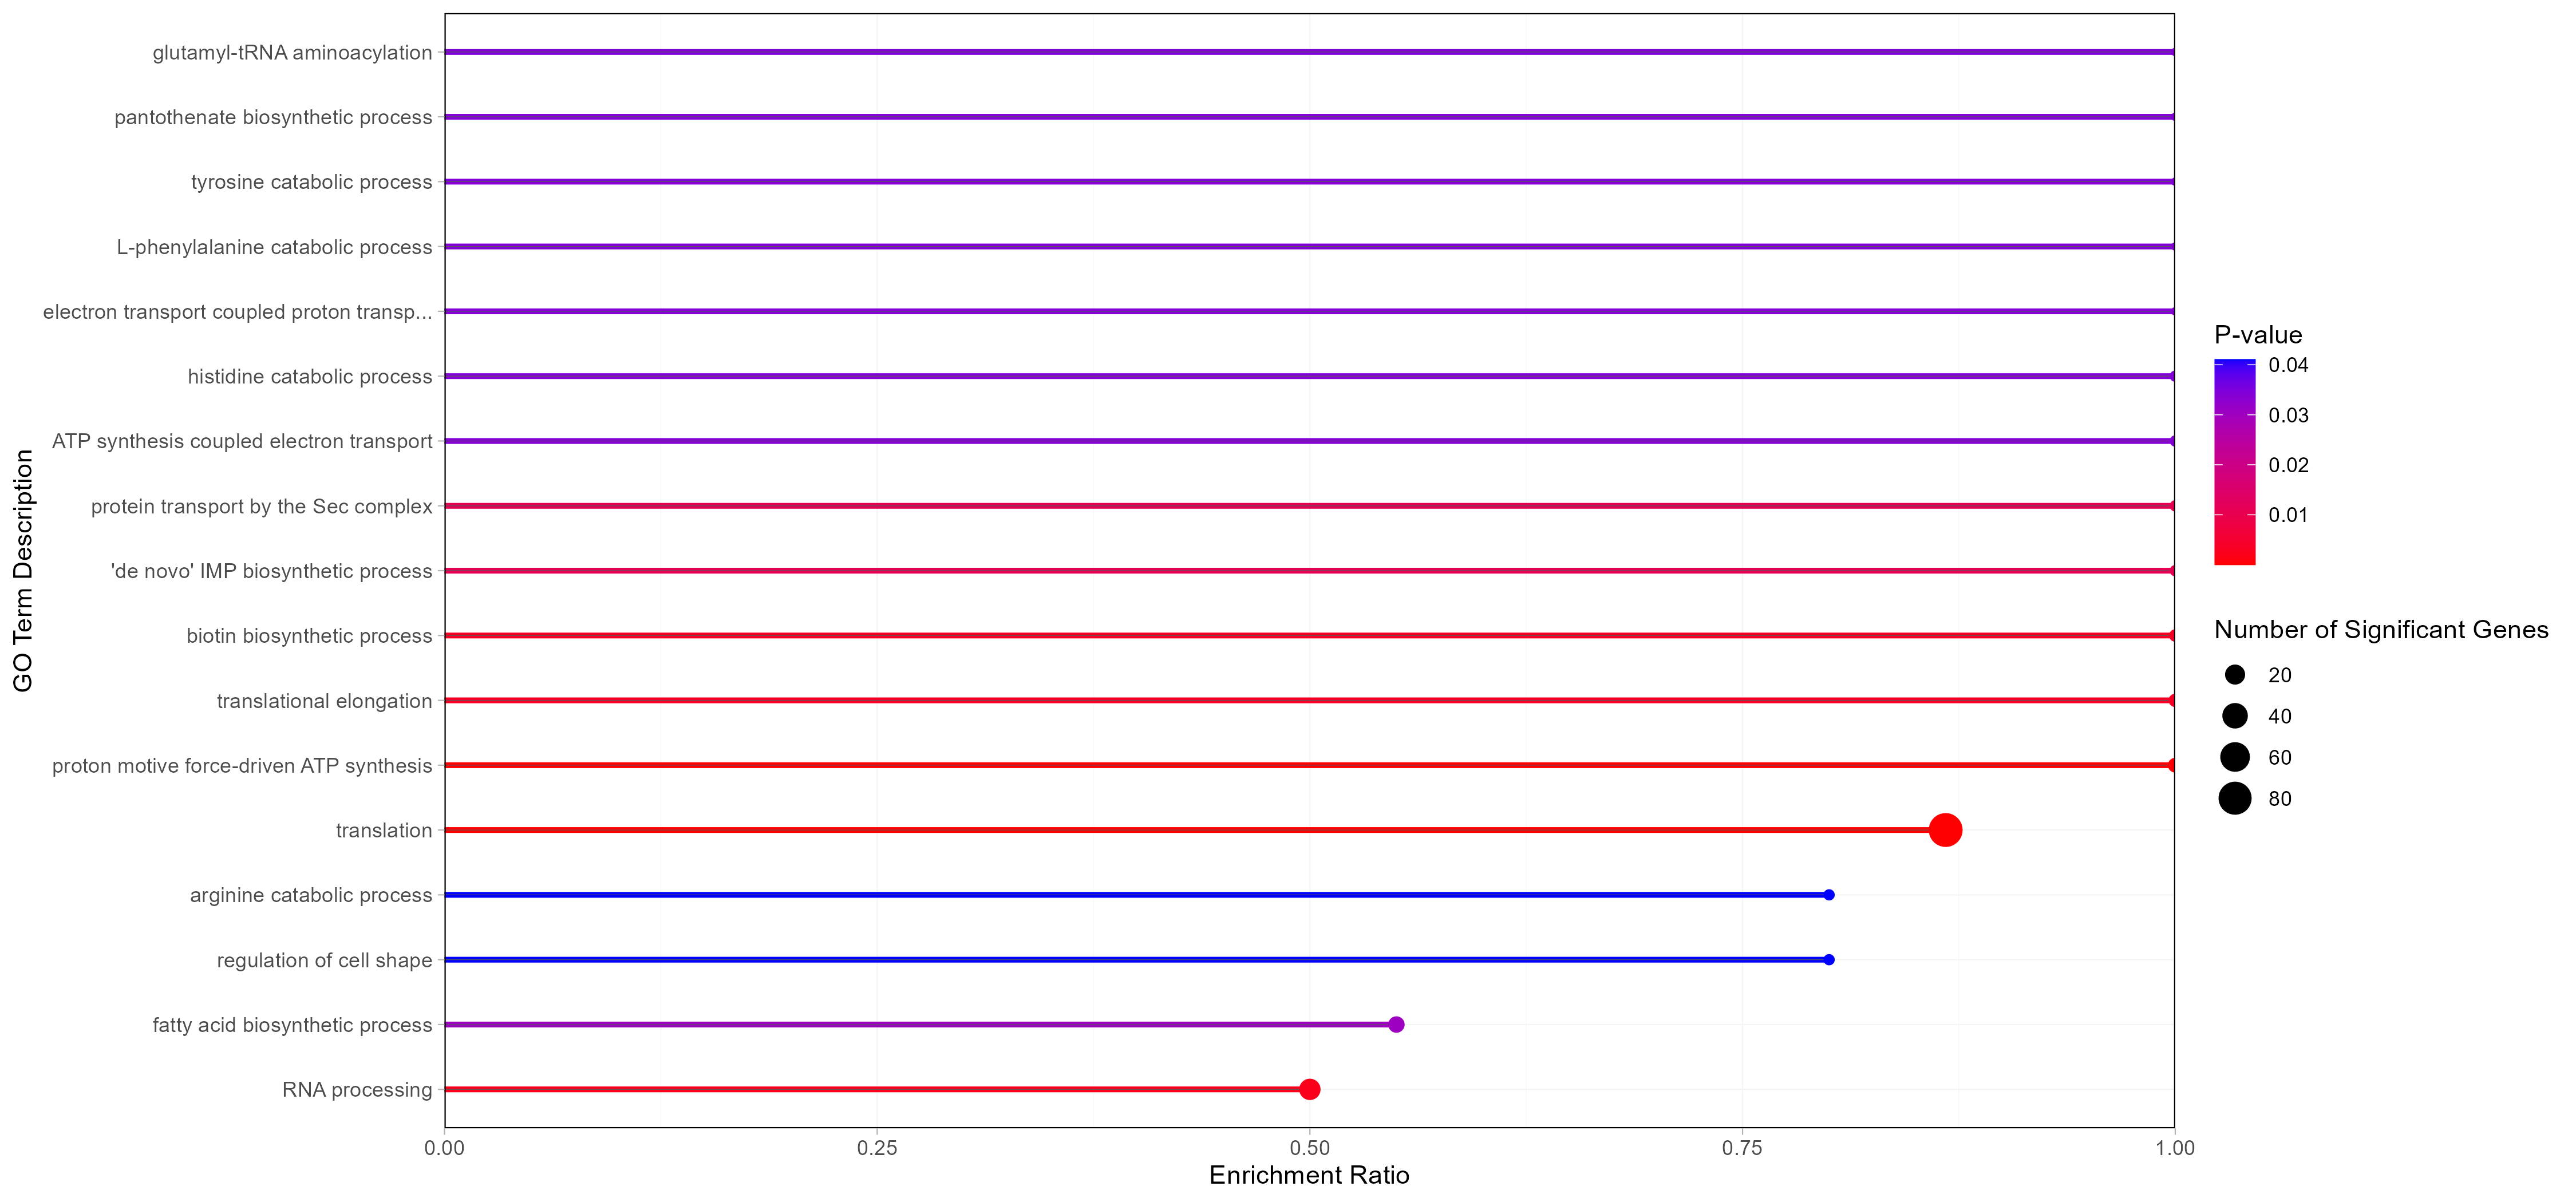 glutamyl-tRNA aminoacylation
pantothenate biosynthetic process
tyrosine catabolic process
L-phenylalanine catabolic process
electron transport coupled proton transp...
histidine catabolic process
ATP synthesis coupled electron transport
protein transport by the Sec complex
'de novo' IMP biosynthetic process
biotin biosynthetic process
translational elongation
proton motive force-driven ATP synthesis
translation
arginine catabolic process
regulation of cell shape
fatty acid biosynthetic process
RNA processing
GO Term Description
0.00 0.25 0.50 0.75 1.00
Enrichment Ratio
P-value
0.04
0.03
0.02
0.01
Number of Significant Genes
20
40
60
80